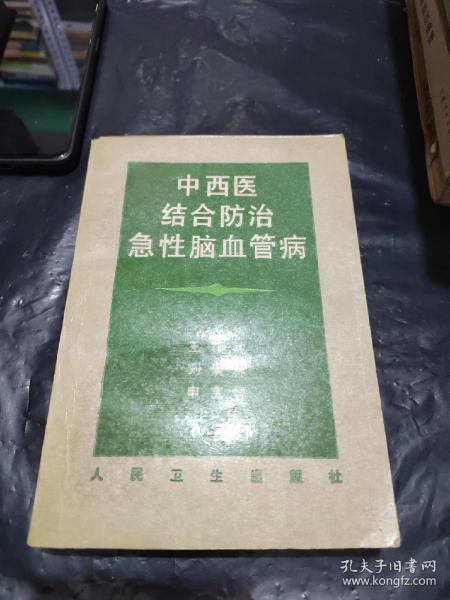 中西医
结合防治
急性脑血管病
人民卫生出版社
孔夫子旧书网
www.kongfz.com